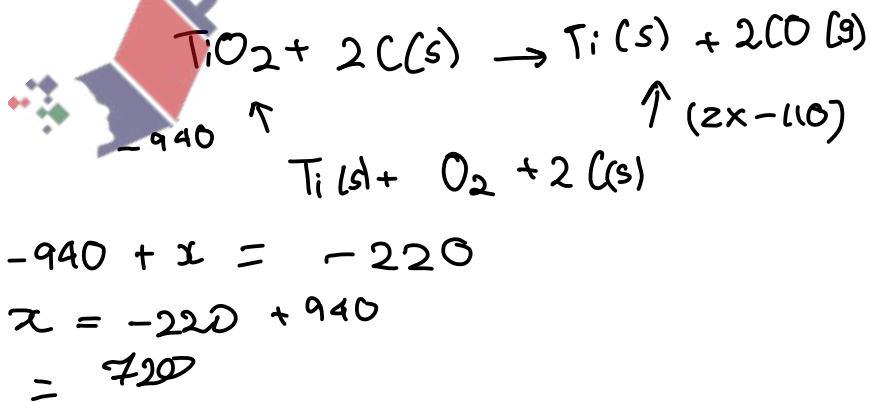 TiO₂ + 2C(s) → Ti(s) + 2CO(g)
-940 ↑ ↑ (2x-110)
Ti(s) + O₂ + 2C(s)
-940 + x = -220
x = -220 + 940
= 720